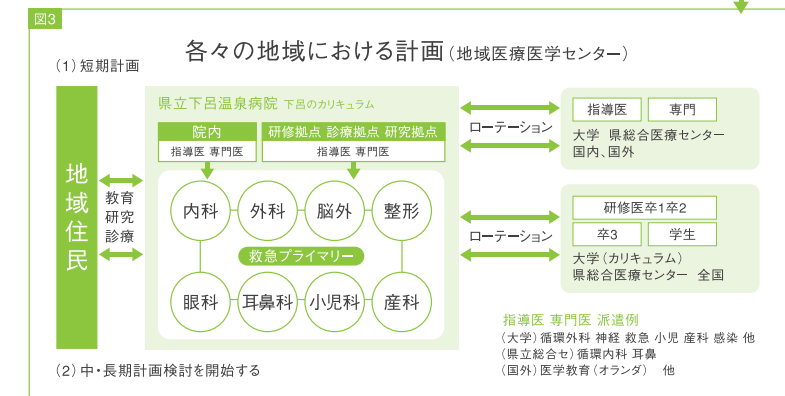 図3
各々の地域における計画(地域医療医学センター)
(1)短期計画
地域住民
教育
研究
診療
県立下呂温泉病院 下呂のカリキュラム
院内
指導医 専門医
研修拠点 診療拠点 研究拠点
指導医 専門医
内科 外科 脳外 整形
救急プライマリー
眼科 耳鼻科 小児科 産科
ローテーション
指導医 専門
大学 県総合医療センター
国内、国外
ローテーション
研修医卒1卒2
卒3 学生
大学(カリキュラム)
県総合医療センター 全国
指導医 専門医 派遣例
(大学)循環外科 神経 救急 小児 産科 感染 他
(県立総合セ)循環内科 耳鼻
(国外)医学教育(オランダ) 他
(2)中・長期計画検討を開始する